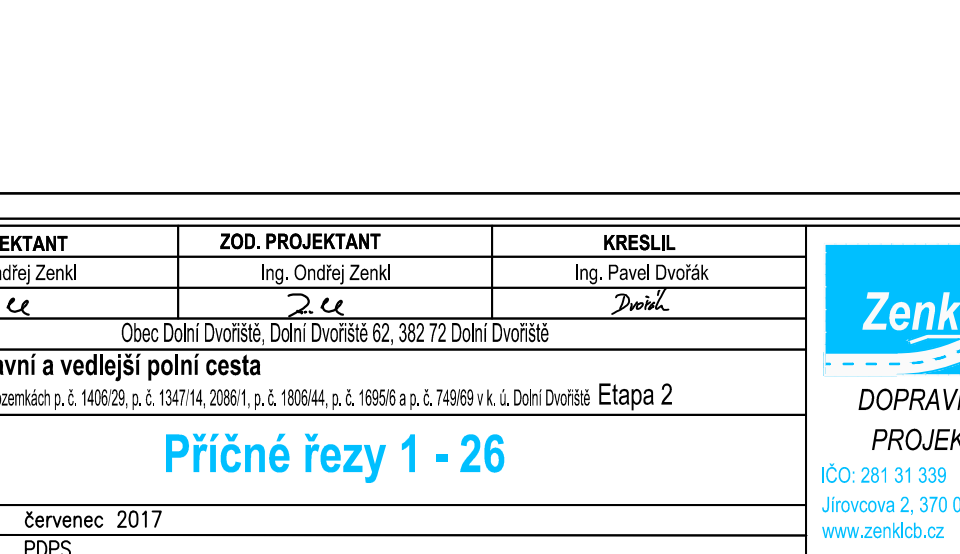 EKTANT ZOD. PROJEKTANT KRESLIL
dřej Zenkl Ing. Ondřej Zenkl Ing. Pavel Dvořák
Dvořák
Obec Dolní Dvořiště, Dolní Dvořiště 62, 382 72 Dolní Dvořiště
avní a vedlejší polní cesta
ozemkách p. č. 1406/29, p. č. 1347/14, 2086/1, p. č. 1806/44, p. č. 1695/6 a p. č. 749/69 v k. ú. Dolní Dvořiště Etapa 2
Příčné řezy 1 - 26
červenec 2017
PDPS
Zenk
DOPRAV
PROJEK
IČO: 281 31 339
Jírovcova 2, 370 0
www.zenklcb.cz